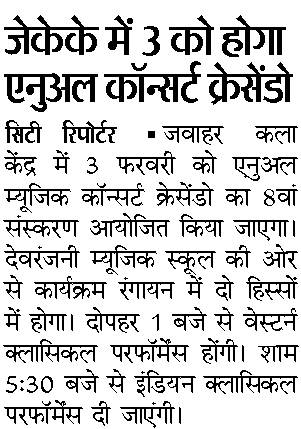 जेकेके में 3 को होगा
एनुअल कॉन्सर्ट क्रेसेंडो
सिटी रिपोर्टर ▪ जवाहर कला
केंद्र में 3 फरवरी को एनुअल
म्यूजिक कॉन्सर्ट क्रेसेंडो का 8वां
संस्करण आयोजित किया जाएगा।
देवरंजनी म्यूजिक स्कूल की ओर
से कार्यक्रम रंगायन में दो हिस्सों
में होगा। दोपहर 1 बजे से वेस्टर्न
क्लासिकल परफॉर्मेंस होंगी। शाम
5:30 बजे से इंडियन क्लासिकल
परफॉर्मेंस दी जाएंगी।